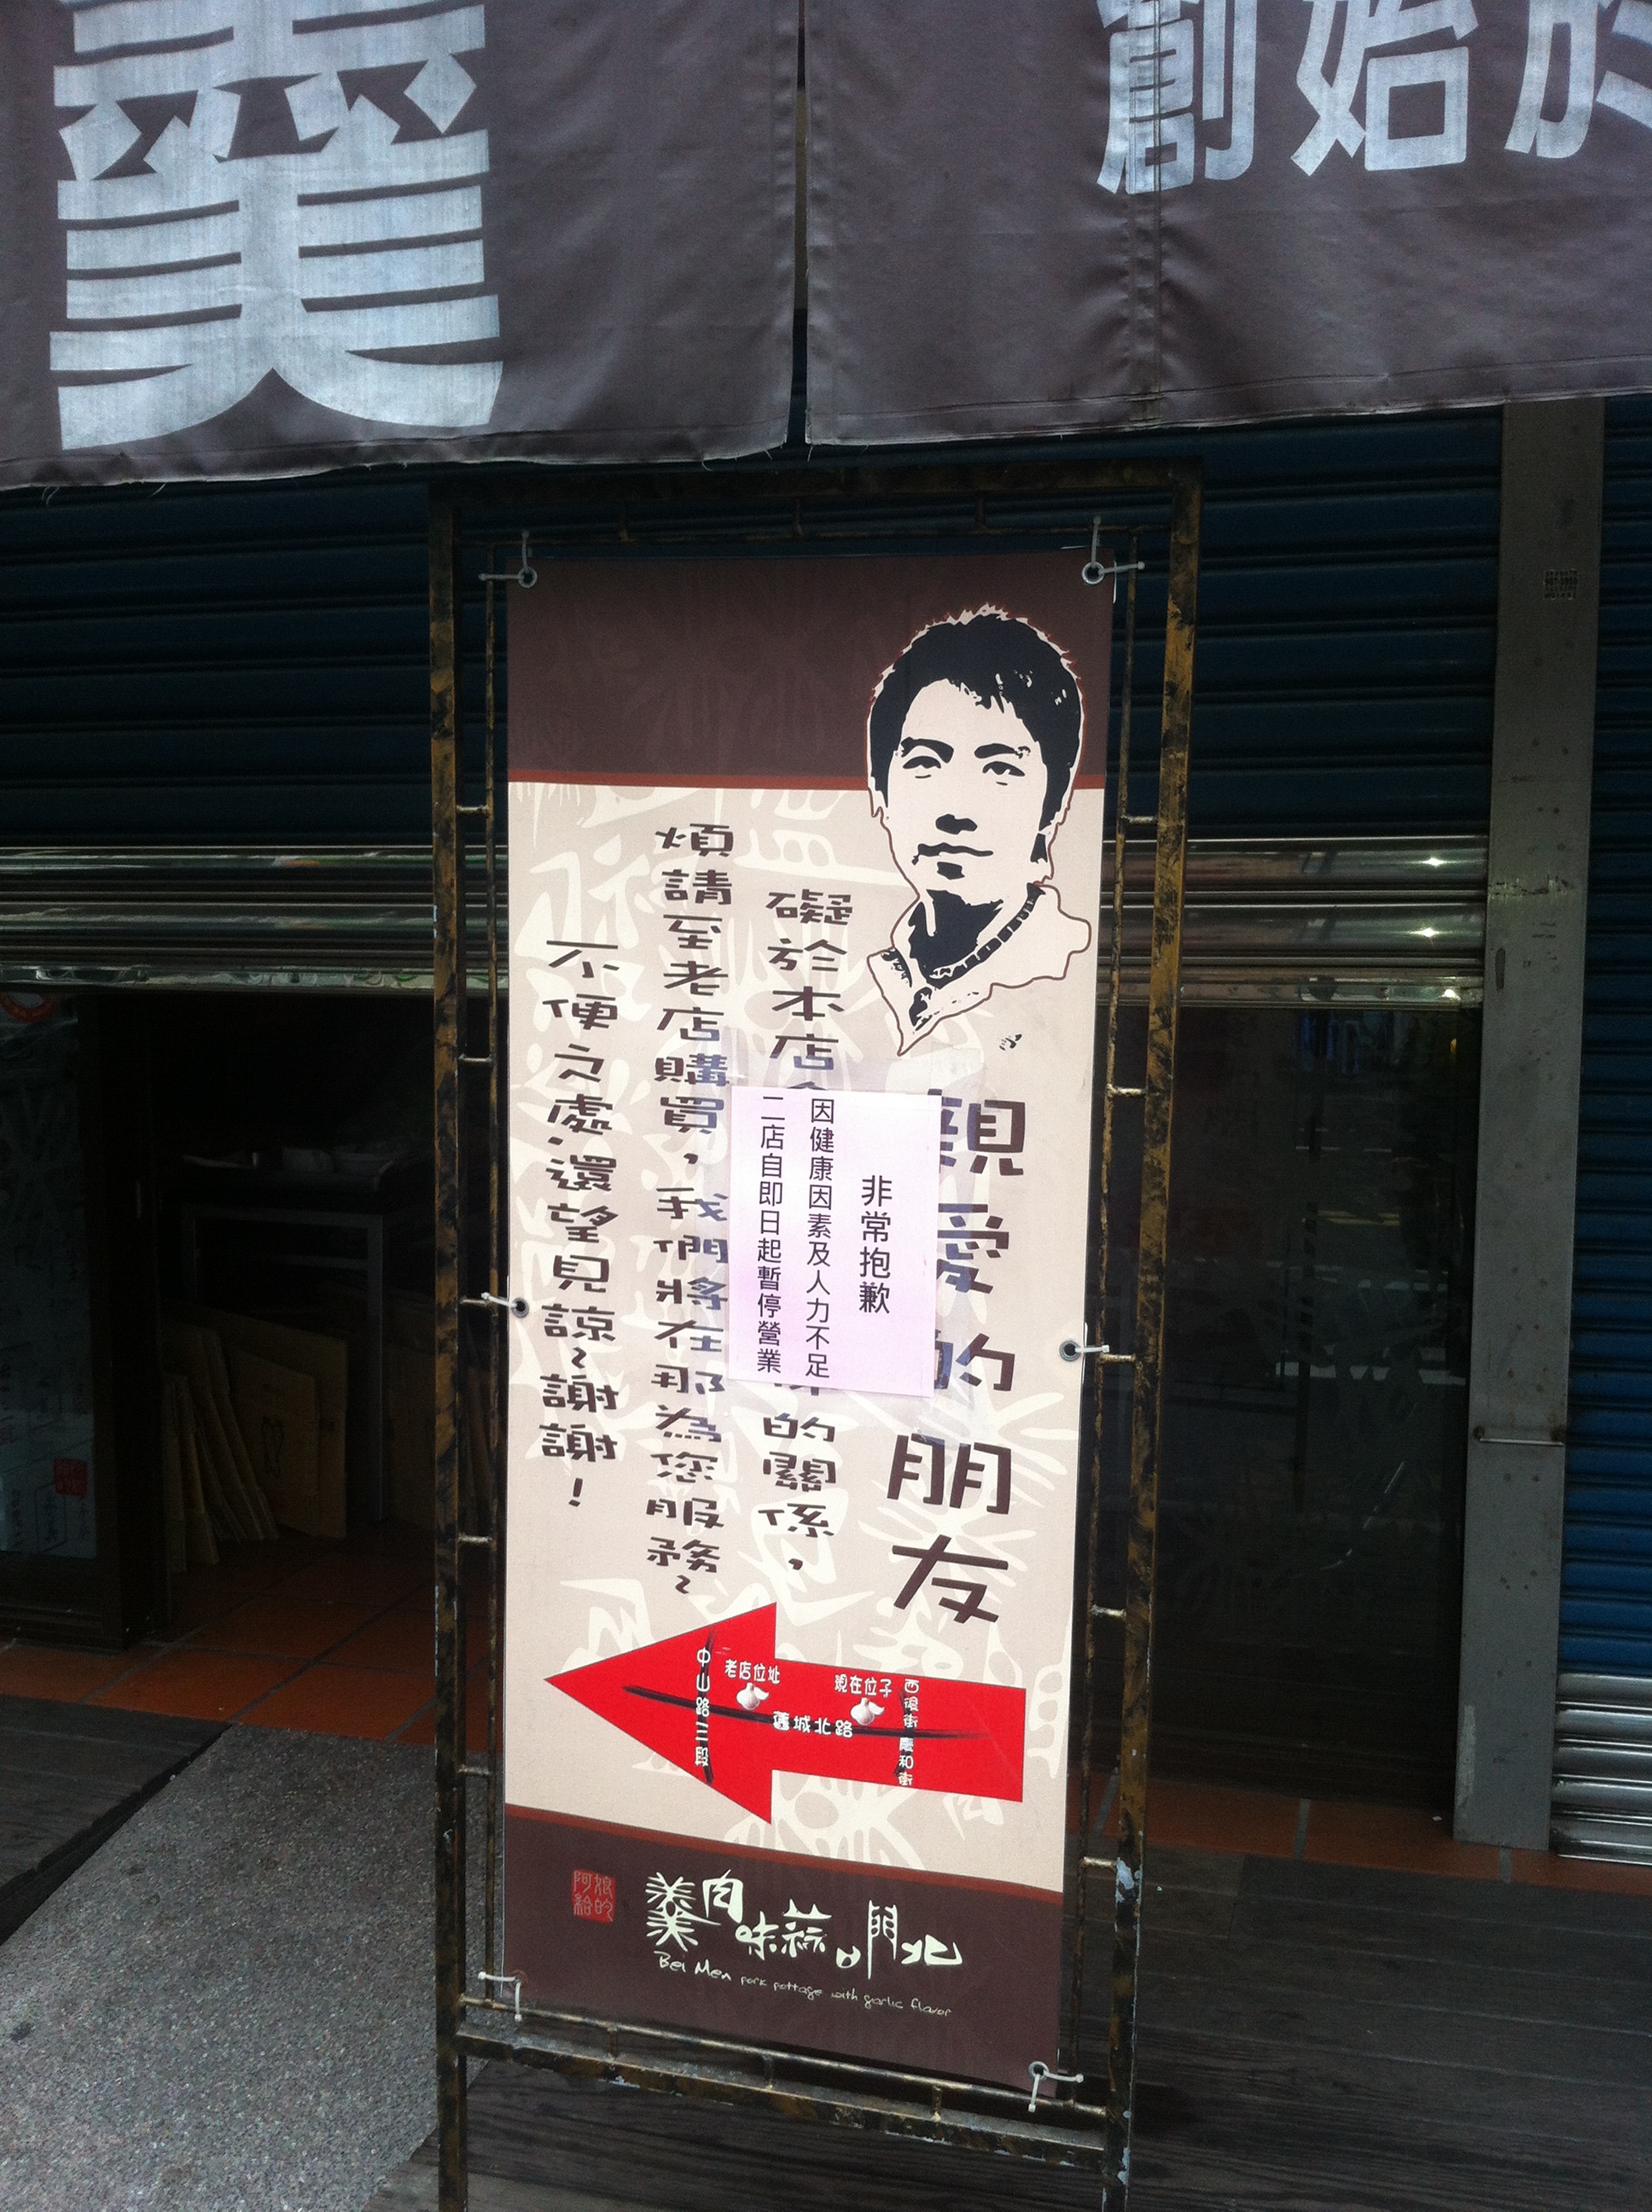 羹
創始於
親愛的朋友
礙於本店
的關係，
煩請至老店購買，我們將在那為您服務~
不便之處還望見諒~謝謝！
非常抱歉
因健康因素及人力不足
二店自即日起暫停營業
中山路三段
老店位址
現在位子
舊城北路
西後街
慶和街
阿娘
給的
北門口蒜味肉羹
Bei Men pork pottage with garlic flavor